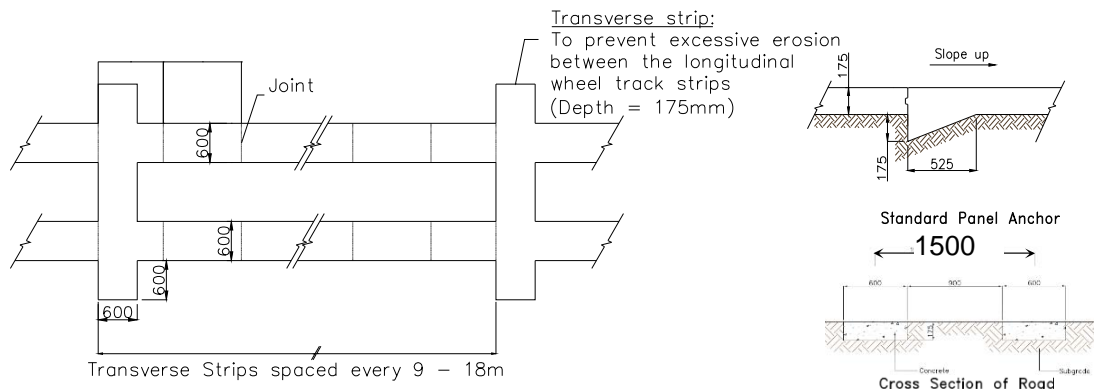 Transverse strip:
To prevent excessive erosion
between the longitudinal
wheel track strips
(Depth = 175mm)
Joint
600
600
600
600
Transverse Strips spaced every 9 – 18m
Slope up
175
175
525
Standard Panel Anchor
1500
600
900
600
175
Concrete
Subgrade
Cross Section of Road